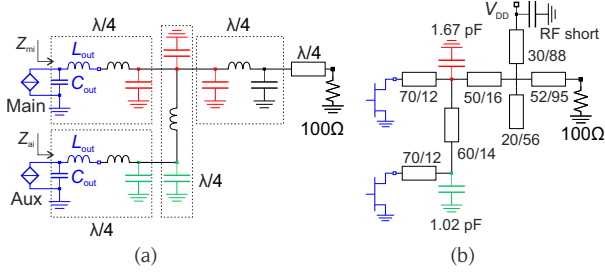 λ/4
λ/4
Z_mi
L_out
C_out
Main
λ/4
λ/4
100Ω
Z_ai
L_out
C_out
Aux
λ/4
λ/4
(a)
V_DD
RF short
1.67 pF
30/88
70/12
50/16
52/95
100Ω
20/56
60/14
70/12
1.02 pF
(b)